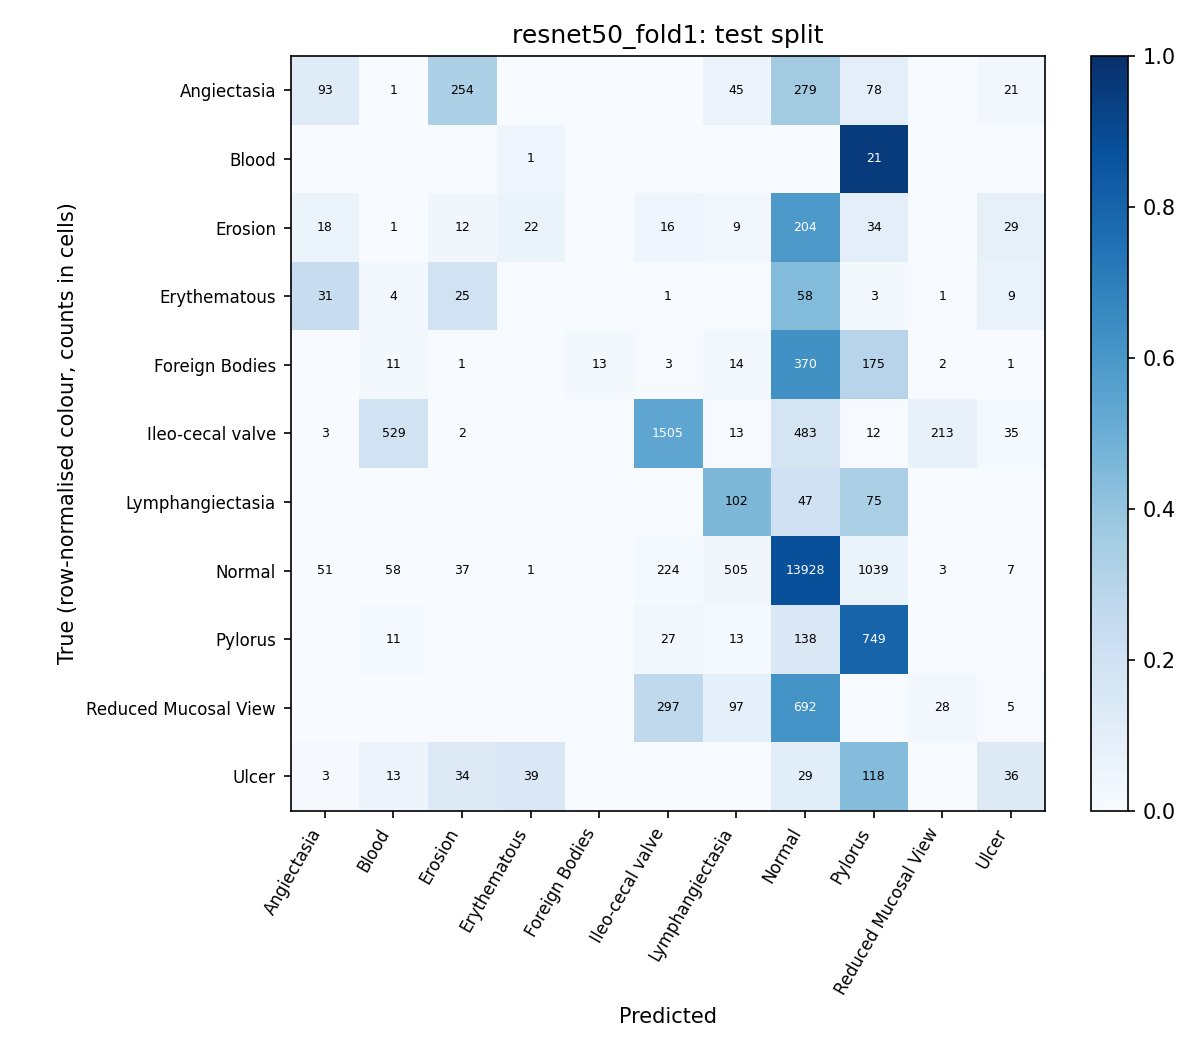 resnet50_fold1: test split
True (row-normalised colour, counts in cells)
Angiectasia 93 1 254 45 279 78 21
Blood 1 21
Erosion 18 1 12 22 16 9 204 34 29
Erythematous 31 4 25 1 58 3 1 9
Foreign Bodies 11 1 13 3 14 370 175 2 1
Ileo-cecal valve 3 529 2 1505 13 483 12 213 35
Lymphangiectasia 102 47 75
Normal 51 58 37 1 224 505 13928 1039 3 7
Pylorus 11 27 13 138 749
Reduced Mucosal View 297 97 692 28 5
Ulcer 3 13 34 39 29 118 36
Angiectasia
Blood
Erosion
Erythematous
Foreign Bodies
Ileo-cecal valve
Lymphangiectasia
Normal
Pylorus
Reduced Mucosal View
Ulcer
Predicted
1.0
0.8
0.6
0.4
0.2
0.0